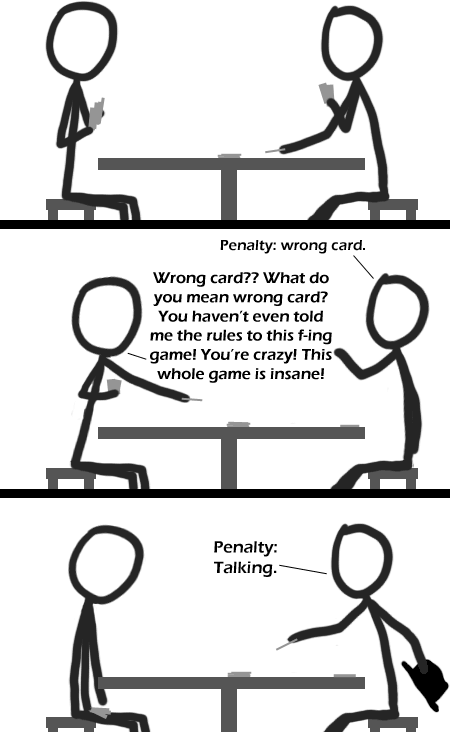 Penalty: wrong card.
Wrong card?? What do
you mean wrong card?
You haven't even told
me the rules to this f-ing
game! You're crazy! This
whole game is insane!
Penalty:
Talking.